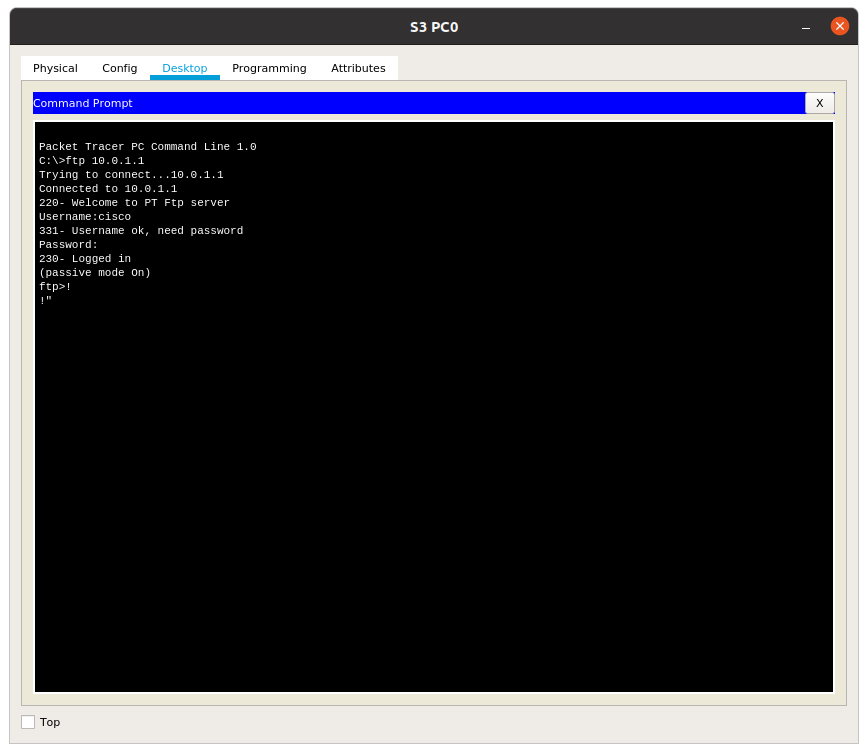 S3 PC0
Physical Config Desktop Programming Attributes
Command Prompt X
Packet Tracer PC Command Line 1.0
C:\>ftp 10.0.1.1
Trying to connect...10.0.1.1
Connected to 10.0.1.1
220- Welcome to PT Ftp server
Username:cisco
331- Username ok, need password
Password:
230- Logged in
(passive mode On)
ftp>!
!"
Top